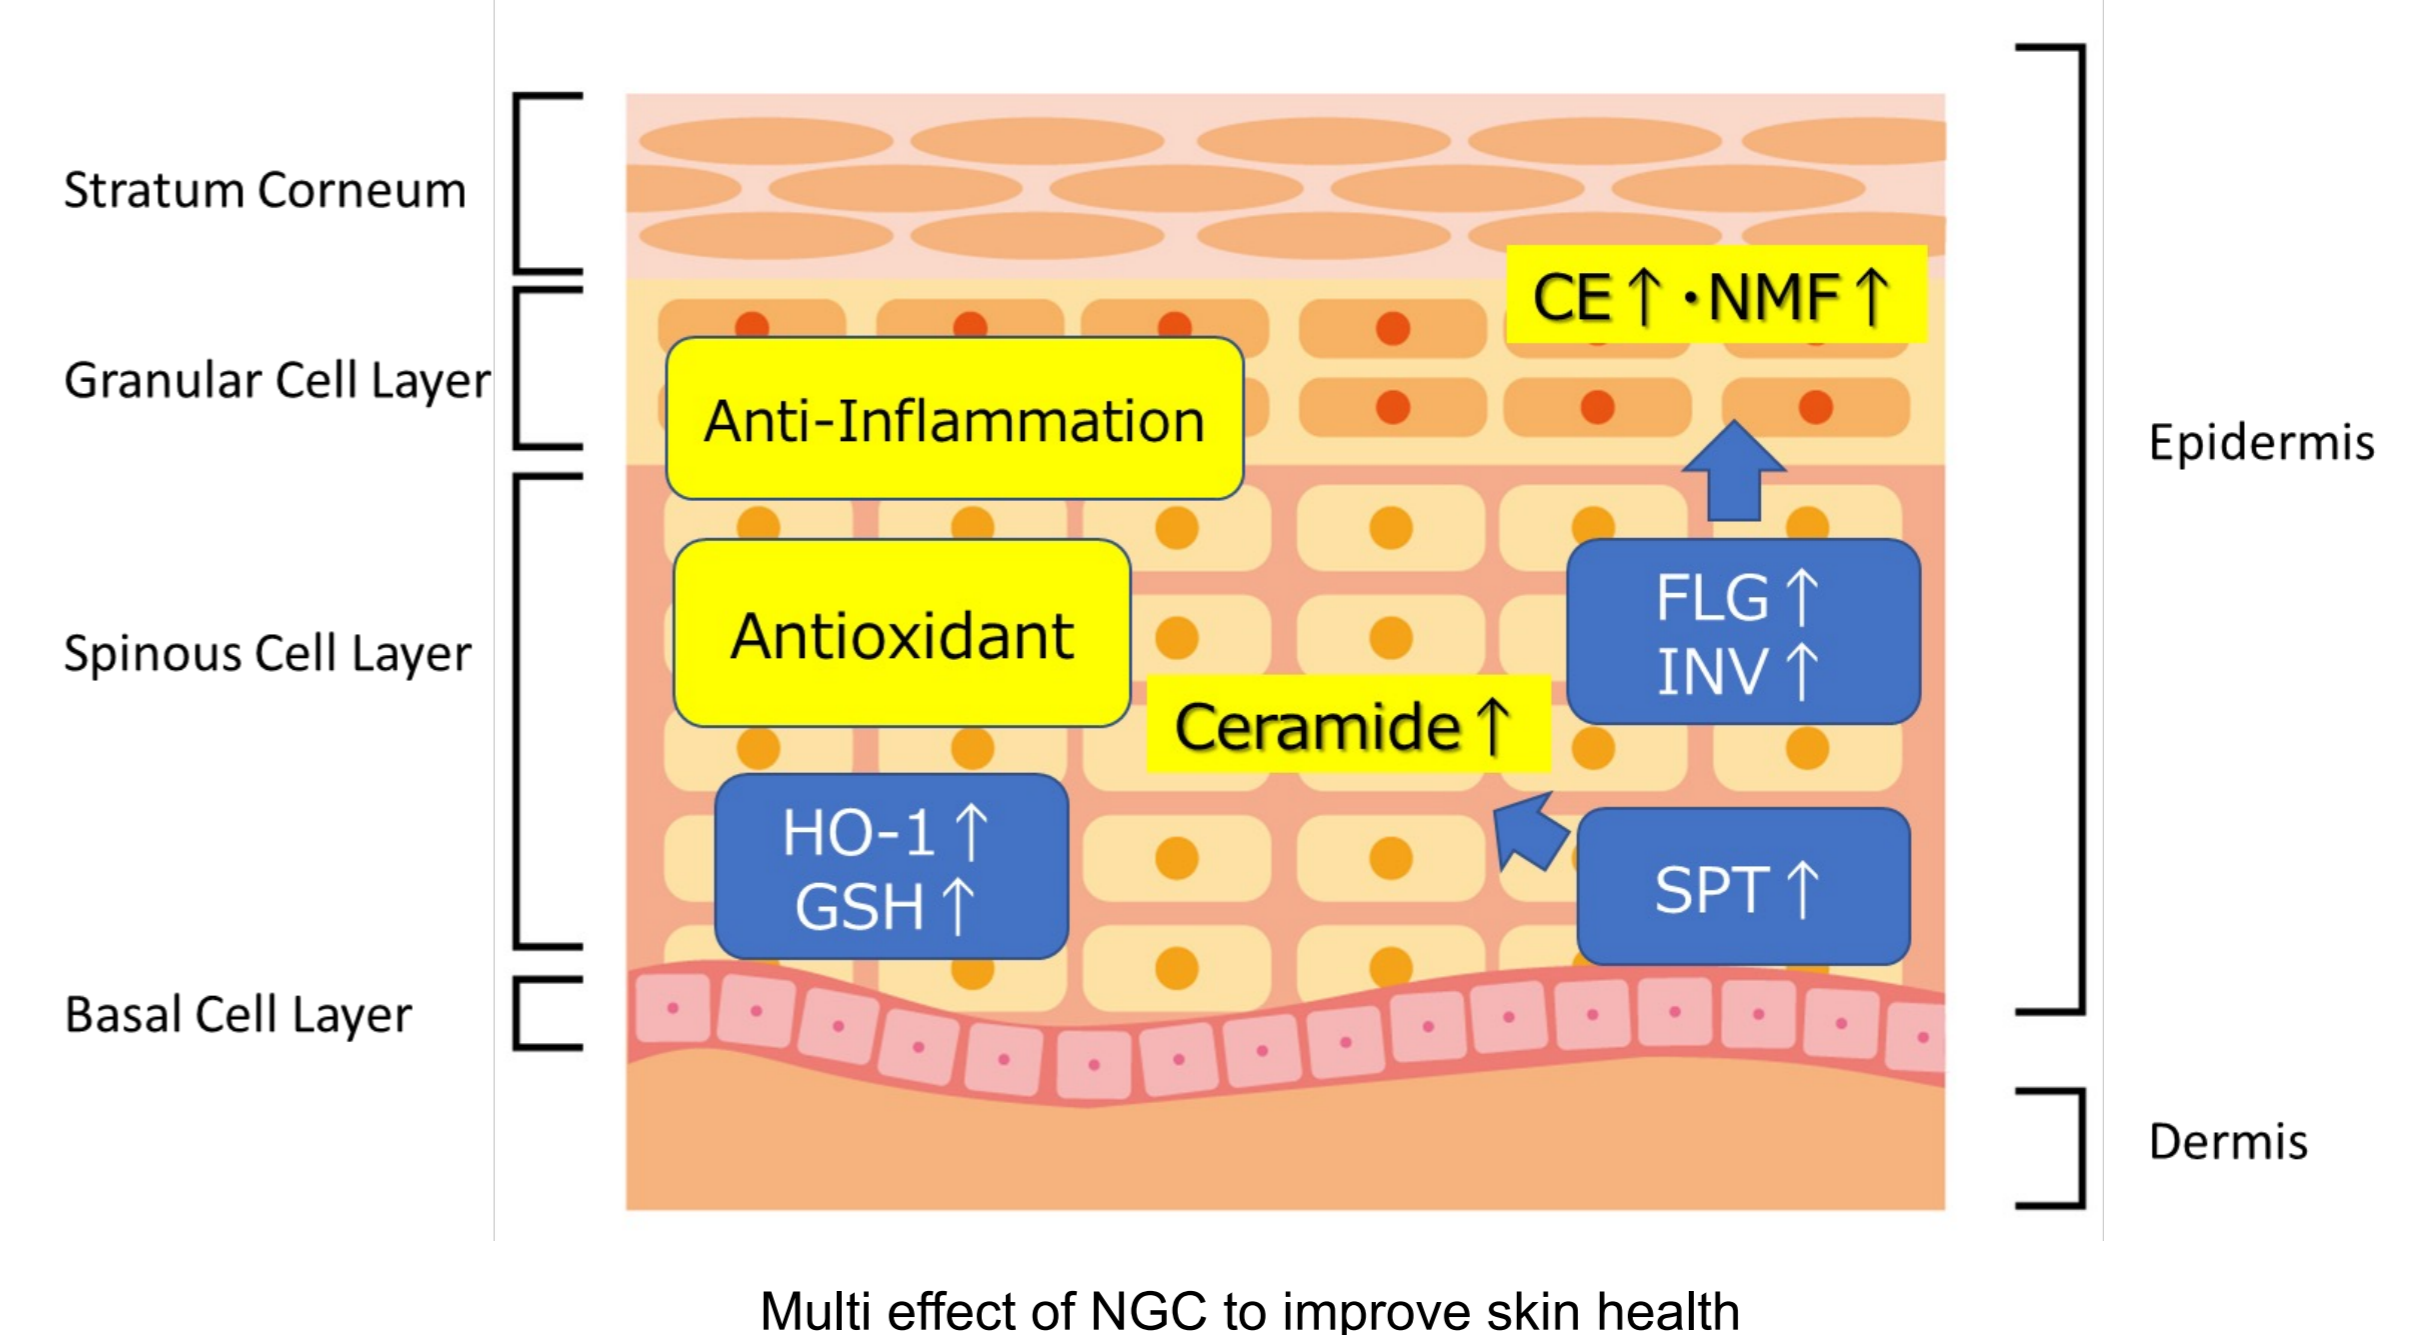 Stratum Corneum
Granular Cell Layer
Spinous Cell Layer
Basal Cell Layer
CE↑・NMF↑
Anti-Inflammation
Antioxidant
Ceramide↑
FLG↑
INV↑
HO-1↑
GSH↑
SPT↑
Epidermis
Dermis
Multi effect of NGC to improve skin health